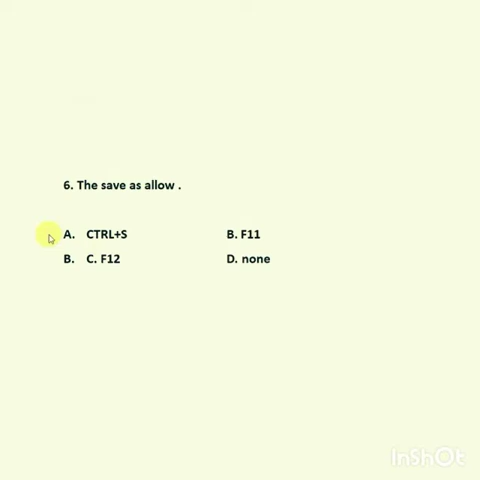 6. The save as allow .
A. CTRL+S B. F11
B. C. F12 D. none
InShOt